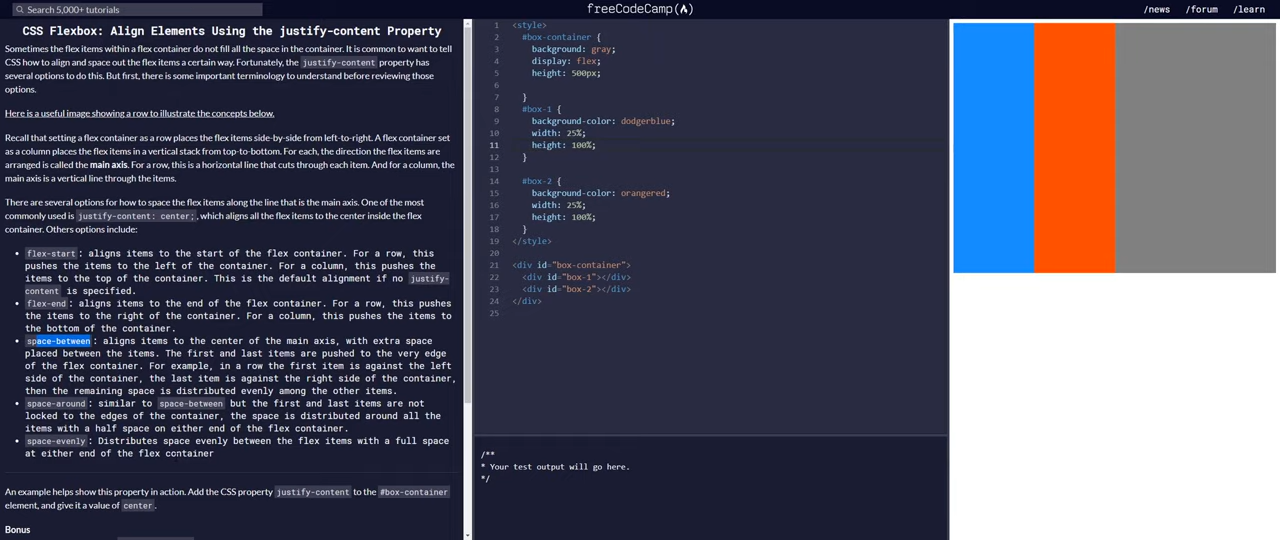 Search 5,000+ tutorials
freeCodeCamp
/news
/forum
/learn
CSS Flexbox: Align Elements Using the justify-content Property
Sometimes the flex items within a flex container do not fill all the space in the container. It is common to want to tell
CSS how to align and space out the flex items a certain way. Fortunately, the justify-content property has
several options to do this. But first, there is some important terminology to understand before reviewing those
options.
Here is a useful image showing a row to illustrate the concepts below.
Recall that setting a flex container as a row places the flex items side-by-side from left-to-right. A flex container set
as a column places the flex items in a vertical stack from top-to-bottom. For each, the direction the flex items are
arranged is called the main axis. For a row, this is a horizontal line that cuts through each item. And for a column, the
main axis is a vertical line through the items.
There are several options for how to space the flex items along the line that is the main axis. One of the most
commonly used is justify-content: center;, which aligns all the flex items to the center inside the flex
container. Others options include:
• flex-start: aligns items to the start of the flex container. For a row, this
pushes the items to the left of the container. For a column, this pushes the
items to the top of the container. This is the default alignment if no justify-
content is specified.
• flex-end: aligns items to the end of the flex container. For a row, this pushes
the items to the right of the container. For a column, this pushes the items to
the bottom of the container.
• space-between: aligns items to the center of the main axis, with extra space
placed between the items. The first and last items are pushed to the very edge
of the flex container. For example, in a row the first item is against the left
side of the container, the last item is against the right side of the container,
then the remaining space is distributed evenly among the other items.
• space-around: similar to space-between but the first and last items are not
locked to the edges of the container, the space is distributed around all the
items with a half space on either end of the flex container.
• space-evenly: Distributes space evenly between the flex items with a full space
at either end of the flex container
An example helps show this property in action. Add the CSS property justify-content to the #box-container
element, and give it a value of center.
Bonus
1 <style>
2 #box-container {
3 background: gray;
4 display: flex;
5 height: 500px;
6
7 }
8 #box-1 {
9 background-color: dodgerblue;
10 width: 25%;
11 height: 100%;
12 }
13
14 #box-2 {
15 background-color: orangered;
16 width: 25%;
17 height: 100%;
18 }
19 </style>
20
21 <div id="box-container">
22 <div id="box-1"></div>
23 <div id="box-2"></div>
24 </div>
25
/**
* Your test output will go here.
*/